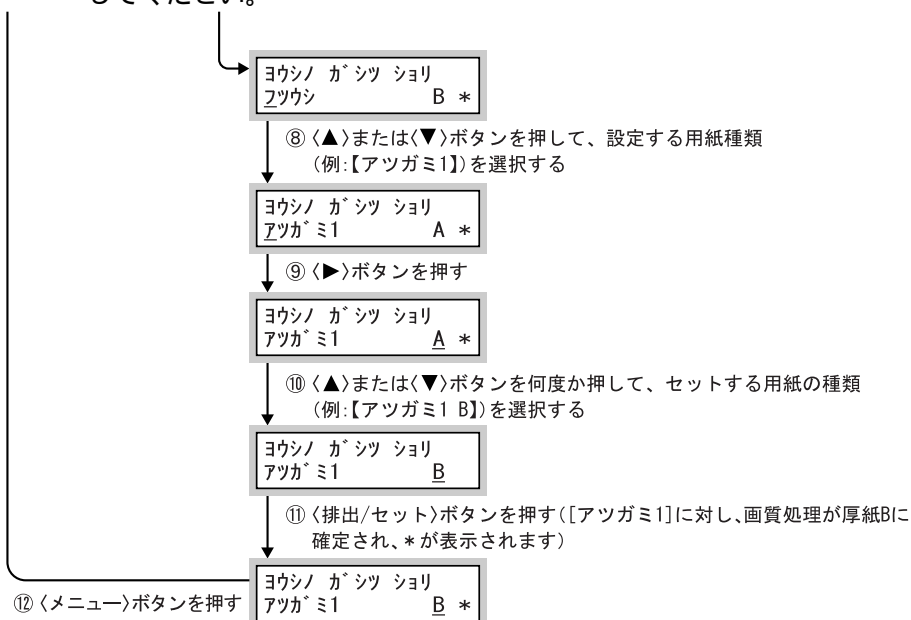 してください。
ヨウシノ ガシツ ショリ
フツウシ B *
⑧〈▲〉または〈▼〉ボタンを押して、設定する用紙種類
(例:【アツガミ1】)を選択する
ヨウシノ ガシツ ショリ
アツガミ1 A *
⑨〈▶〉ボタンを押す
ヨウシノ ガシツ ショリ
アツガミ1 A *
⑩〈▲〉または〈▼〉ボタンを何度か押して、セットする用紙の種類
(例:【アツガミ1 B】)を選択する
ヨウシノ ガシツ ショリ
アツガミ1 B
⑪〈排出/セット〉ボタンを押す([アツガミ1]に対し、画質処理が厚紙Bに
確定され、*が表示されます)
ヨウシノ ガシツ ショリ
アツガミ1 B *
⑫〈メニュー〉ボタンを押す